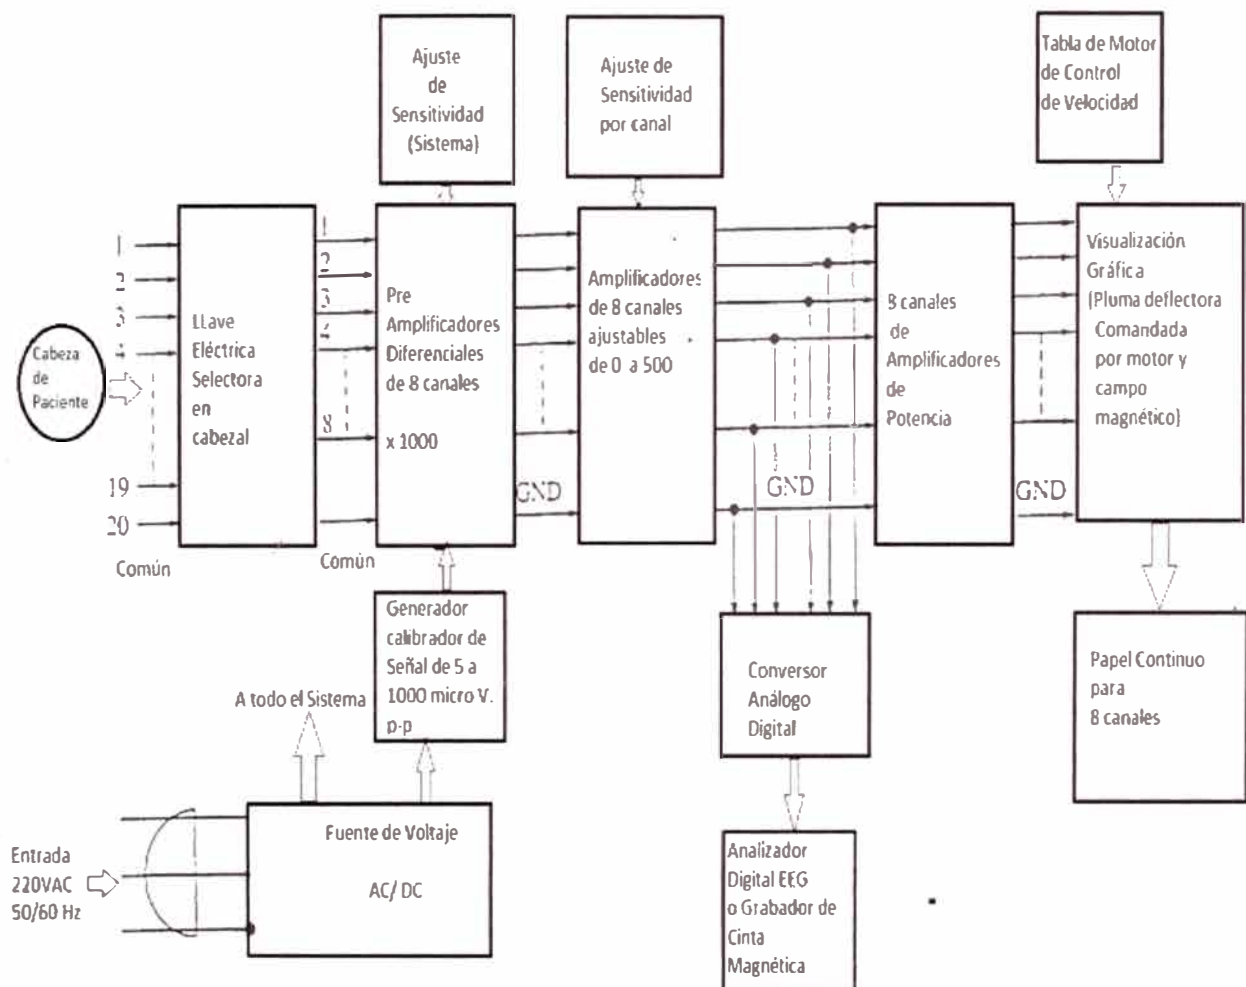 Ajuste
de
Sensitividad
(Sistema)
Ajuste de
Sensitividad
por canal
Tabla de Motor
de Control
de Velocidad
1
2
3
4
19
20
Común
Cabeza
de
Paciente
LLave
Eléctrica
Selectora
en
cabezal
1
2
3
4
8
Común
Pre
Amplificadores
Diferenciales
de 8 canales
x 1000
GND
Amplificadores
de 8 canales
ajustables
de 0 a 500
GND
8 canales
de
Amplificadores
de
Potencia
GND
Visualización
Gráfica
(Pluma deflectora
Comandada
por motor y
campo
magnético)
Generador
calibrador de
Señal de 5 a
1000 micro V.
p-p
A todo el Sistema
Conversor
Análogo
Digital
Papel Continuo
para
8 canales
Entrada
220VAC
50/60 Hz
Fuente de Voltaje
AC/ DC
Analizador
Digital EEG
o Grabador de
Cinta
Magnética